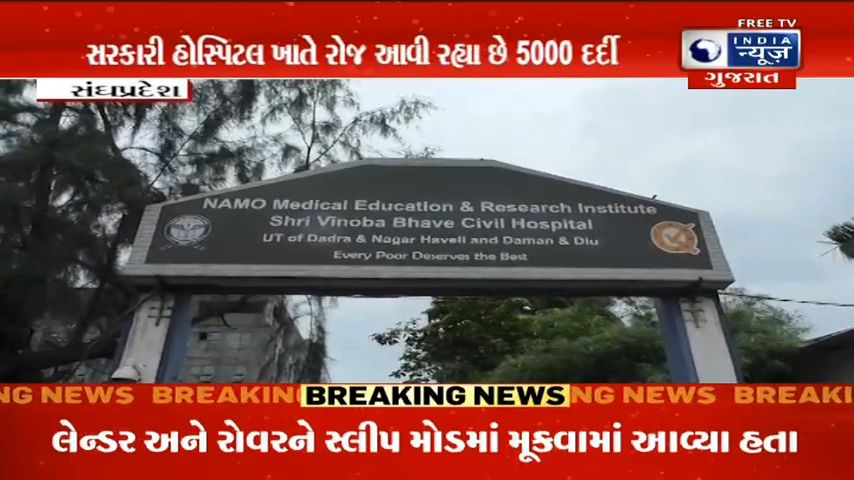 FREE TV
INDIA
न्यूज़
ગુજરાત
સરકારી હોસ્પિટલ ખાતે રોજ આવી રહ્યા છે 5000 દર્દી
સંઘપ્રદેશ
NAMO Medical Education & Research Institute
Shri Vinoba Bhave Civil Hospital
UT of Dadra & Nagar Haveli and Daman & Diu
Every Poor Deserves the Best
NG NEWS BREAKING BREAKING NEWS NG NEWS BREAKI
લેન્ડર અને રોવરને સ્લીપ મોડમાં મૂકવામાં આવ્યા હતા